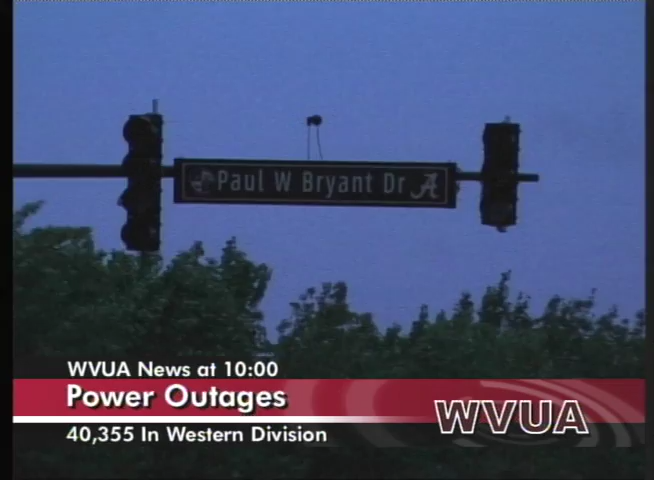 Paul W Bryant Dr A
WVUA News at 10:00
Power Outages
WVUA
40,355 In Western Division